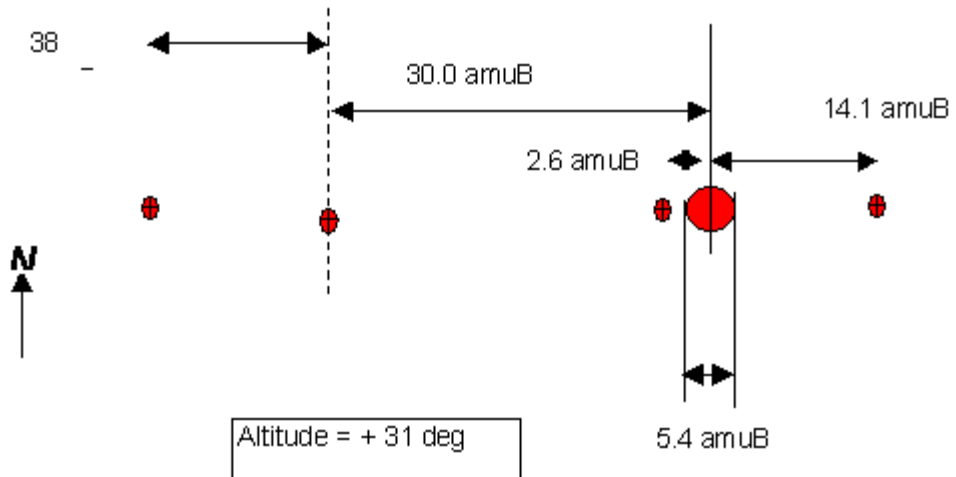 38
30.0 amuB
14.1 amuB
2.6 amuB
N
Altitude = + 31 deg
5.4 amuB